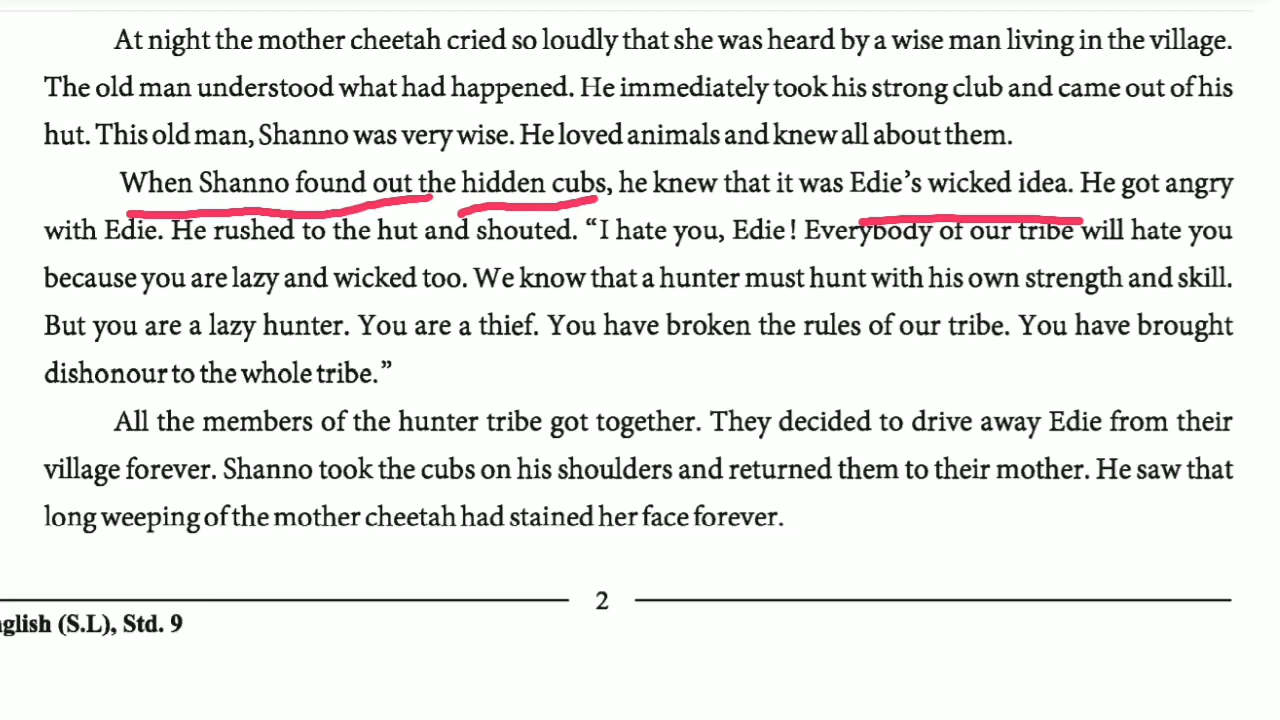 At night the mother cheetah cried so loudly that she was heard by a wise man living in the village.
The old man understood what had happened. He immediately took his strong club and came out of his
hut. This old man, Shanno was very wise. He loved animals and knew all about them.
When Shanno found out the hidden cubs, he knew that it was Edie’s wicked idea. He got angry
with Edie. He rushed to the hut and shouted. “I hate you, Edie! Everybody of our tribe will hate you
because you are lazy and wicked too. We know that a hunter must hunt with his own strength and skill.
But you are a lazy hunter. You are a thief. You have broken the rules of our tribe. You have brought
dishonour to the whole tribe.”
All the members of the hunter tribe got together. They decided to drive away Edie from their
village forever. Shanno took the cubs on his shoulders and returned them to their mother. He saw that
long weeping of the mother cheetah had stained her face forever.
2
glish (S.L), Std. 9